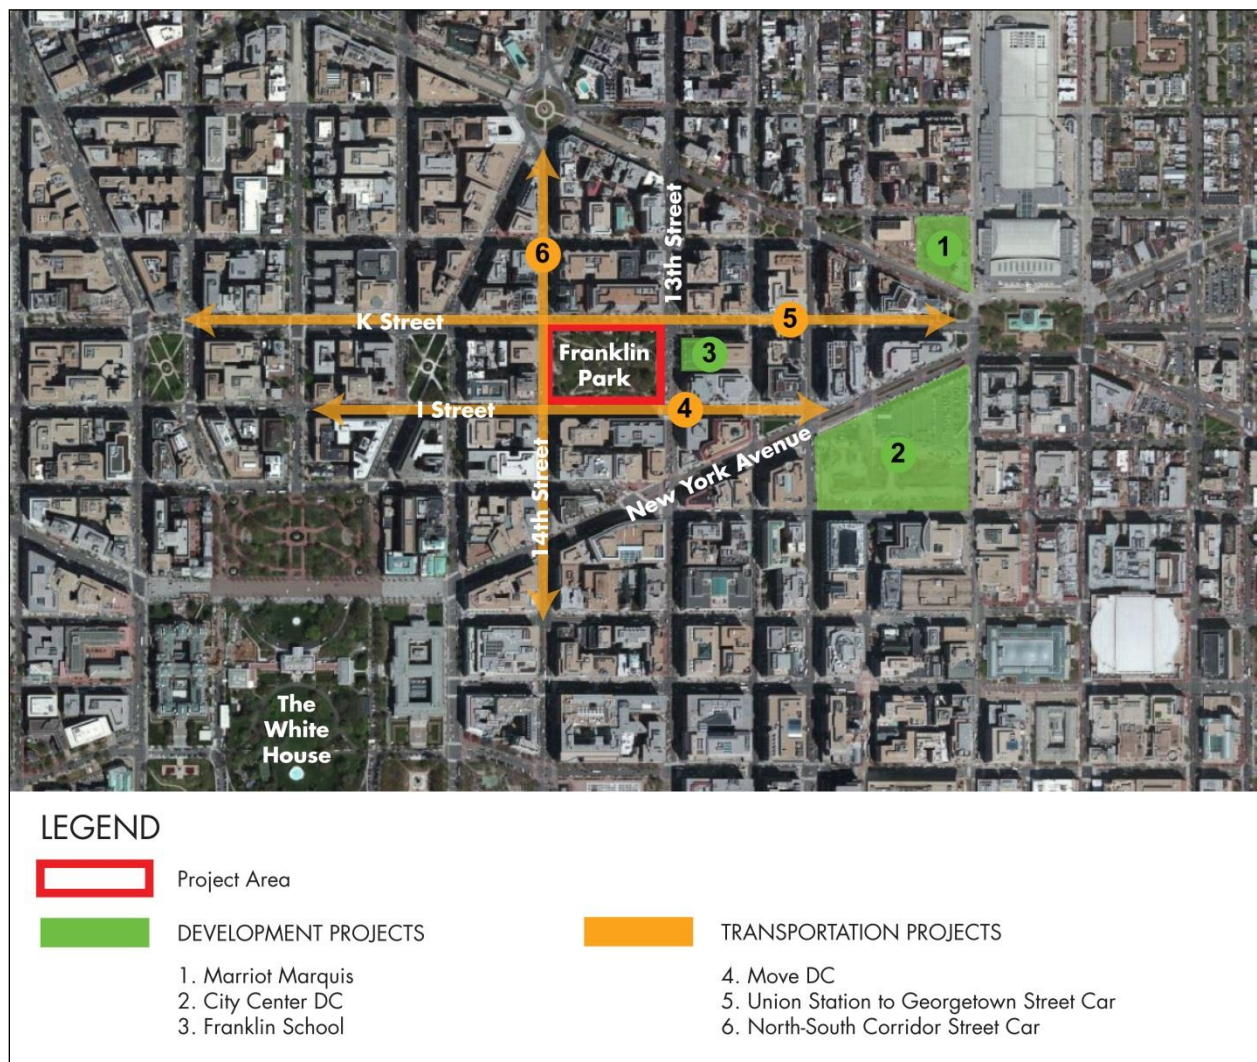 1
6
13th Street
K Street
5
Franklin
Park
3
I Street
4
14th Street
New York Avenue
2
The
White
House
LEGEND
Project Area
DEVELOPMENT PROJECTS
1. Marriot Marquis
2. City Center DC
3. Franklin School
TRANSPORTATION PROJECTS
4. Move DC
5. Union Station to Georgetown Street Car
6. North-South Corridor Street Car